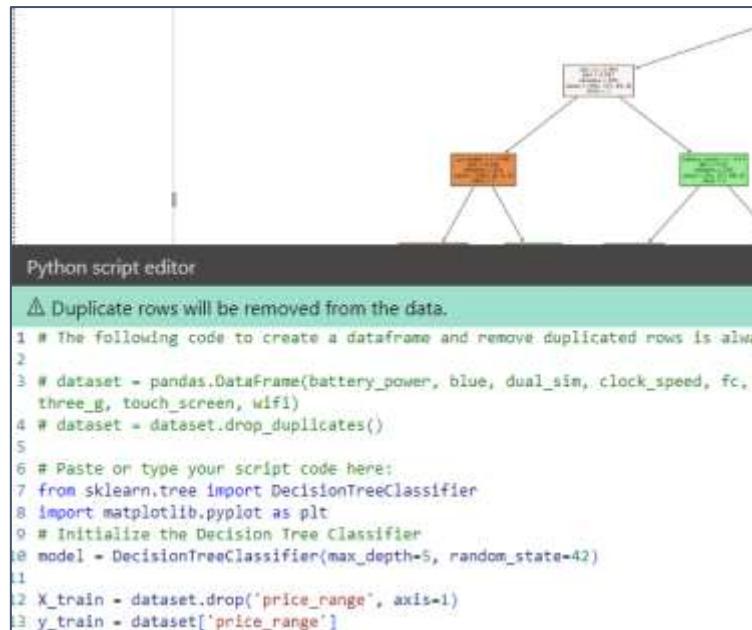 Python script editor
⚠ Duplicate rows will be removed from the data.
1 # The following code to create a dataframe and remove duplicated rows is alwa
2
3 # dataset = pandas.DataFrame(battery_power, blue, dual_sim, clock_speed, fc,
three_g, touch_screen, wifi)
4 # dataset = dataset.drop_duplicates()
5
6 # Paste or type your script code here:
7 from sklearn.tree import DecisionTreeClassifier
8 import matplotlib.pyplot as plt
9 # Initialize the Decision Tree Classifier
10 model = DecisionTreeClassifier(max_depth=5, random_state=42)
11
12 X_train = dataset.drop('price_range', axis=1)
13 y_train = dataset['price_range']